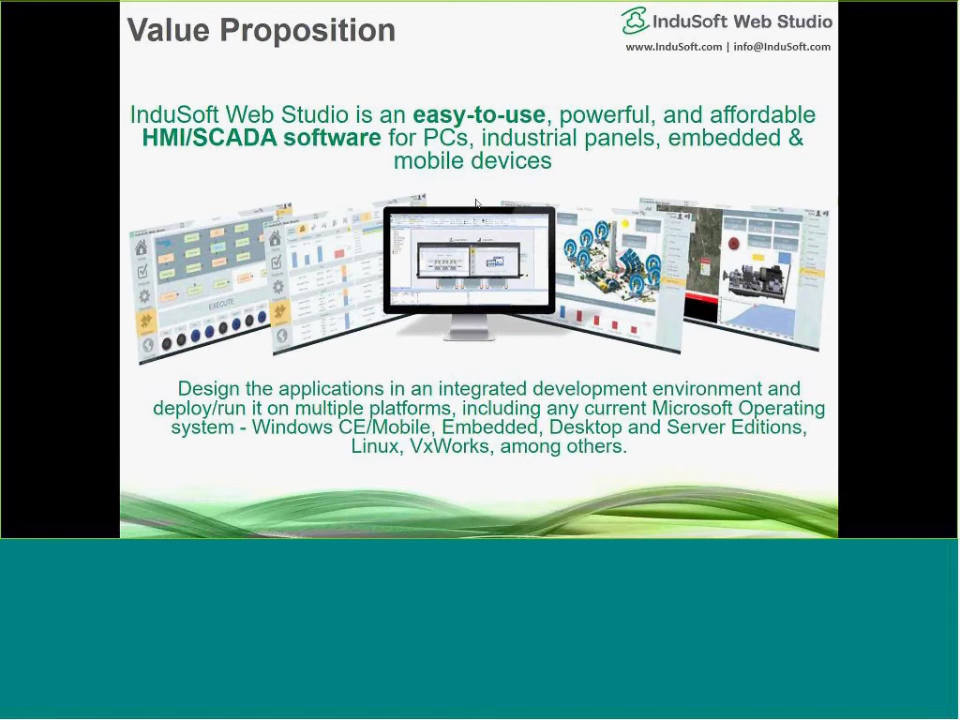 Value Proposition
InduSoft Web Studio
www.InduSoft.com | info@InduSoft.com
InduSoft Web Studio is an easy-to-use, powerful, and affordable
HMI/SCADA software for PCs, industrial panels, embedded &
mobile devices
EXECUTE
Design the applications in an integrated development environment and
deploy/run it on multiple platforms, including any current Microsoft Operating
system - Windows CE/Mobile, Embedded, Desktop and Server Editions,
Linux, VxWorks, among others.